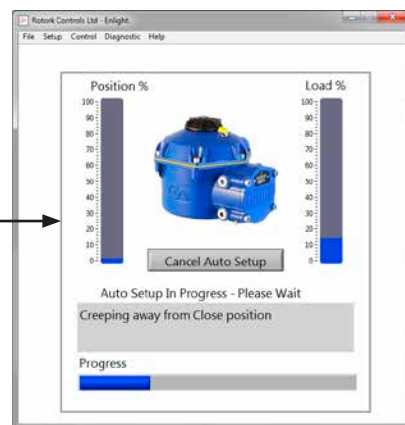 Rotork Controls Ltd - Enlight.
File Setup Control Diagnostic Help
Position % Load %
100 100
90 90
80 80
70 70
60 60
50 50
40 40
30 30
20 20
10 10
0 0
Cancel Auto Setup
Auto Setup In Progress - Please Wait
Creeping away from Close position
Progress